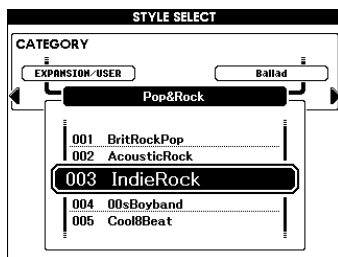 STYLE SELECT
CATEGORY
EXPANSION/USER Ballad
Pop&Rock
001 BritRockPop
002 AcousticRock
003 IndieRock
004 00sBoyband
005 Cool8Beat